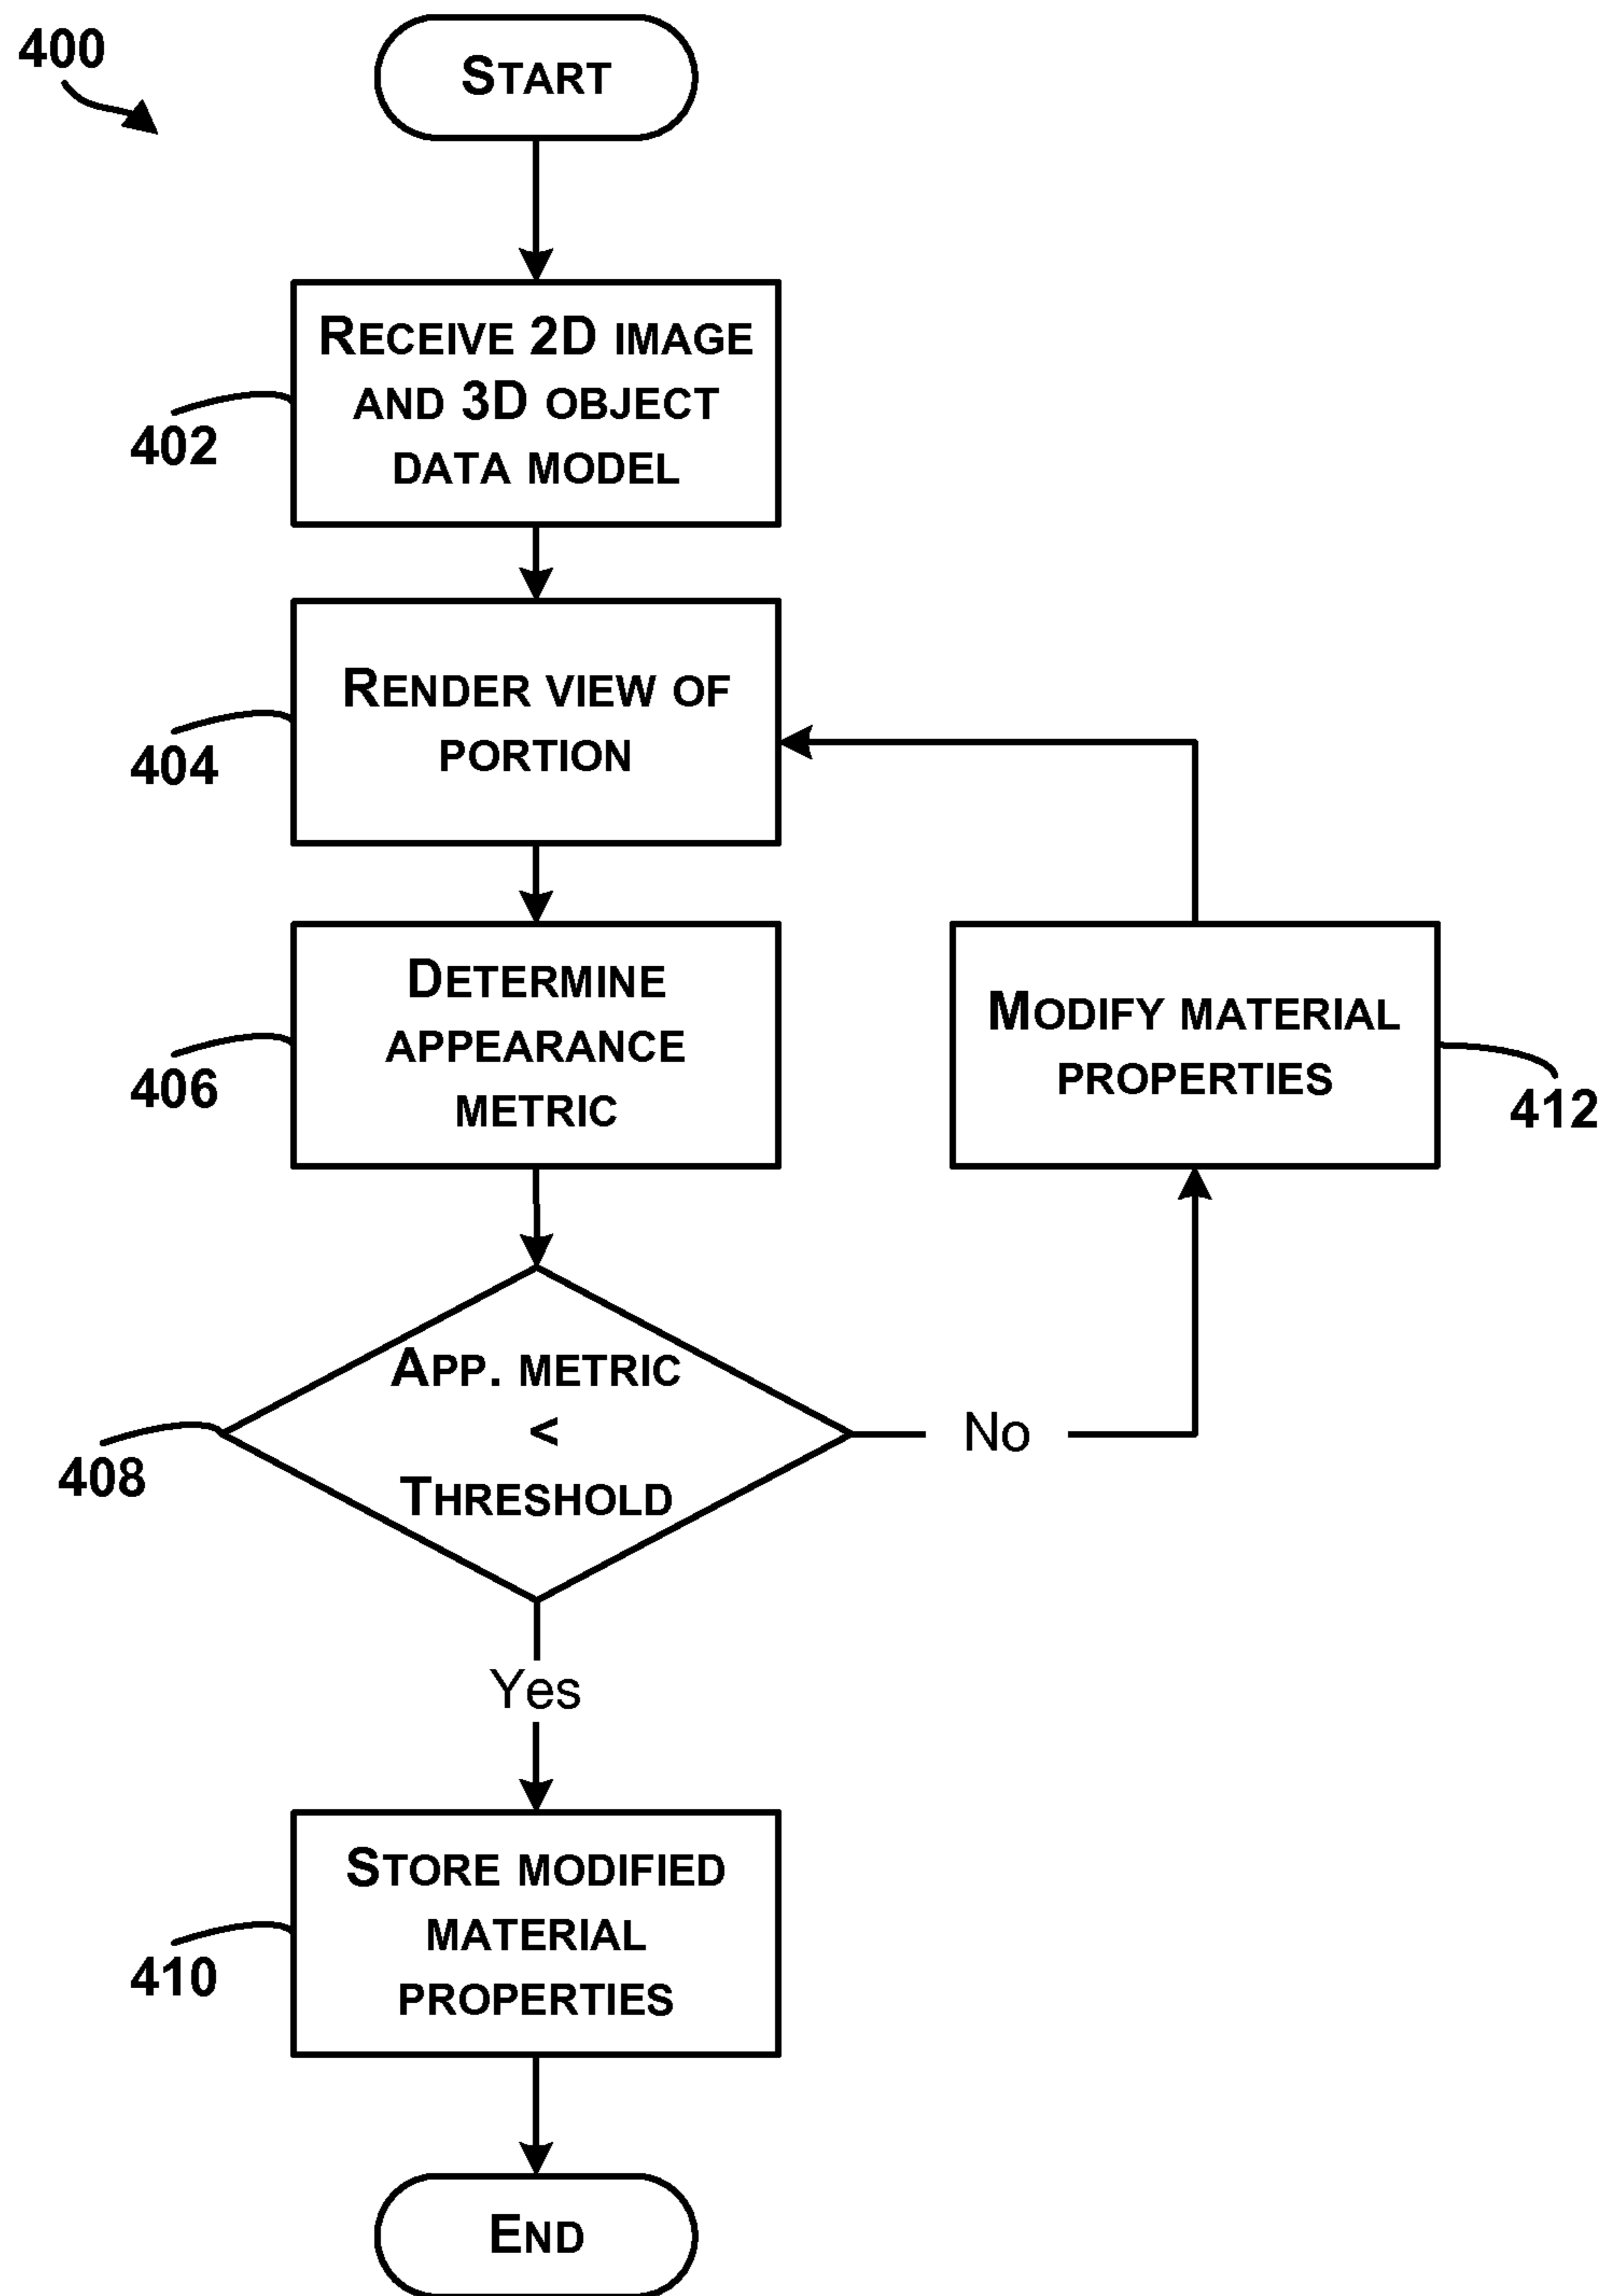 400
START
RECEIVE 2D IMAGE
AND 3D OBJECT
DATA MODEL
402
RENDER VIEW OF
PORTION
404
DETERMINE
APPEARANCE
METRIC
406
MODIFY MATERIAL
PROPERTIES
412
APP. METRIC
<
THRESHOLD
408
No
Yes
STORE MODIFIED
MATERIAL
PROPERTIES
410
END